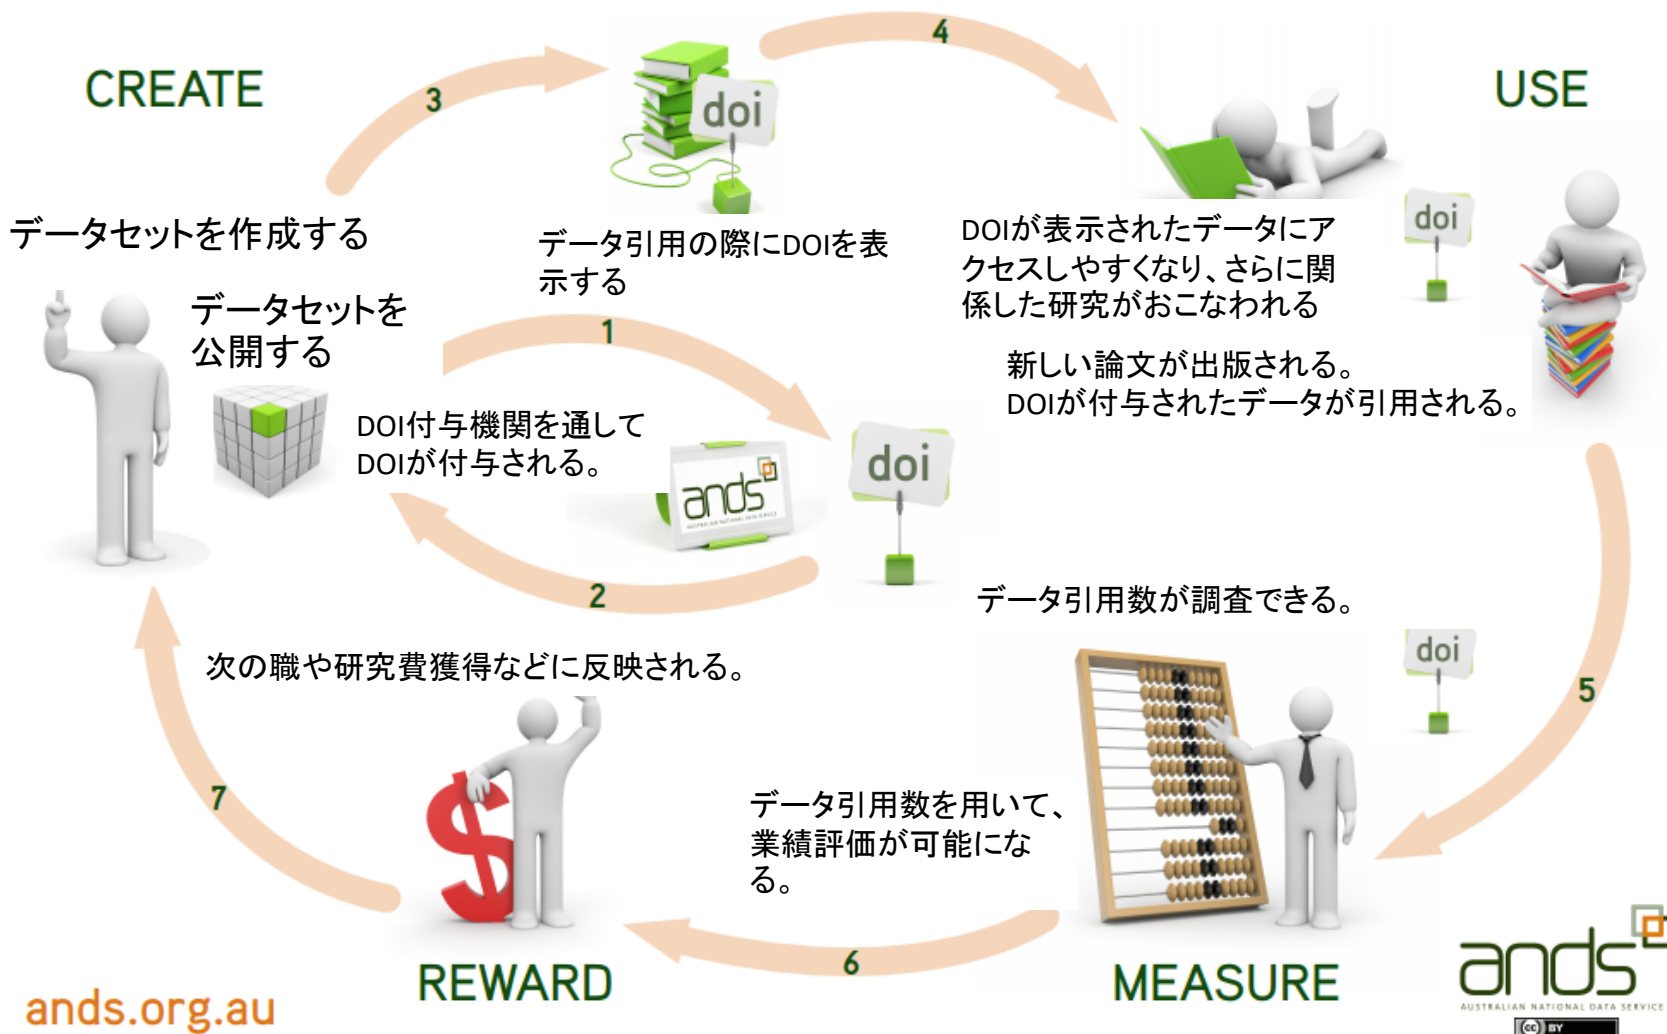 CREATE
3
doi
4
USE
データセットを作成する
データ引用の際にDOIを表
示する
DOIが表示されたデータにア
クセスしやすくなり、さらに関
係した研究がおこなわれる
doi
データセットを
公開する
1
新しい論文が出版される。
DOIが付与されたデータが引用される。
DOI付与機関を通して
DOIが付与される。
ands
AUSTRALIAN NATIONAL DATA SERVICE
doi
2
データ引用数が調査できる。
doi
5
次の職や研究費獲得などに反映される。
7
データ引用数を用いて、
業績評価が可能にな
る。
6
REWARD
MEASURE
ands
AUSTRALIAN NATIONAL DATA SERVICE
cc BY
ands.org.au